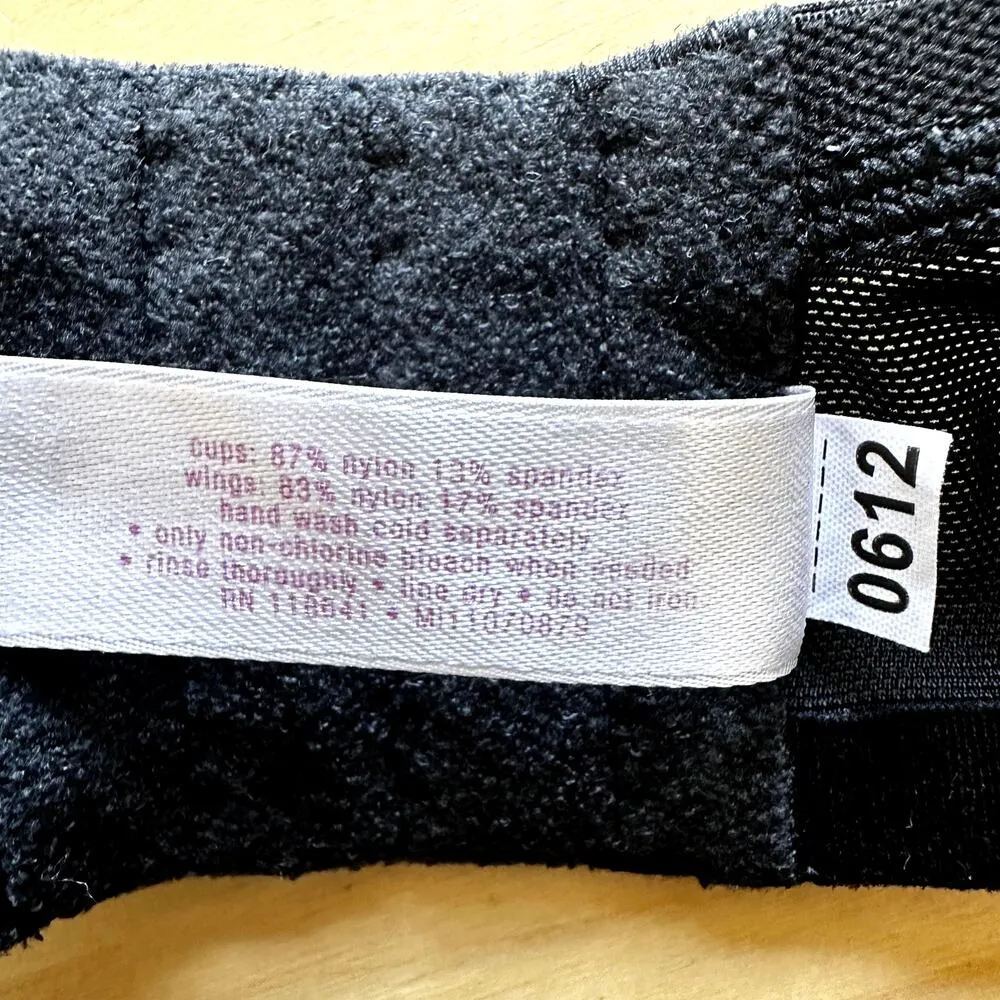 cups: 87% nylon 13% spandex
wings: 83% nylon 17% spandex
hand wash cold separately
• only non-chlorine bleach when needed
• rinse thoroughly • line dry • do not iron
RN 118641 • MI11070879
0612